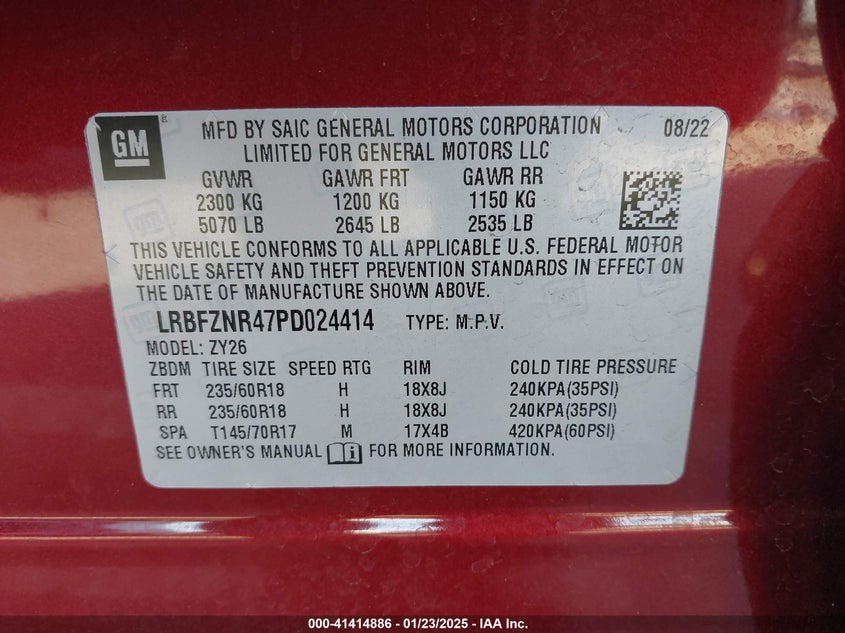 GM
MFD BY SAIC GENERAL MOTORS CORPORATION 08/22
LIMITED FOR GENERAL MOTORS LLC
GVWR GAWR FRT GAWR RR
2300 KG 1200 KG 1150 KG
5070 LB 2645 LB 2535 LB
THIS VEHICLE CONFORMS TO ALL APPLICABLE U.S. FEDERAL MOTOR
VEHICLE SAFETY AND THEFT PREVENTION STANDARDS IN EFFECT ON
THE DATE OF MANUFACTURE SHOWN ABOVE.
LRBFZNR47PD024414 TYPE: M.P.V.
MODEL: ZY26
ZBDM TIRE SIZE SPEED RTG RIM COLD TIRE PRESSURE
FRT 235/60R18 H 18X8J 240KPA(35PSI)
RR 235/60R18 H 18X8J 240KPA(35PSI)
SPA T145/70R17 M 17X4B 420KPA(60PSI)
SEE OWNER'S MANUAL FOR MORE INFORMATION.
000-41414886 - 01/23/2025 - IAA Inc.